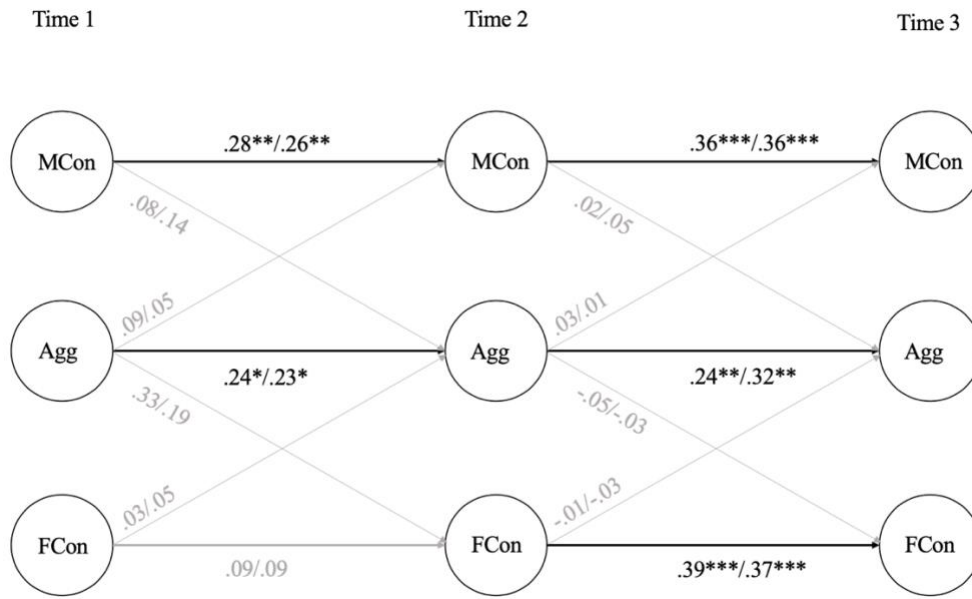 Time 1 Time 2 Time 3
.28**/.26** .36***/.36***
MCon MCon MCon
.08/.14 .02/.05
.09/.05 .03/.01
Agg Agg Agg
.24*/.23* .24**/.32**
.33/.19 -.05/-.03
.03/.05 -.01/-.03
FCon FCon FCon
.09/.09 .39***/.37***